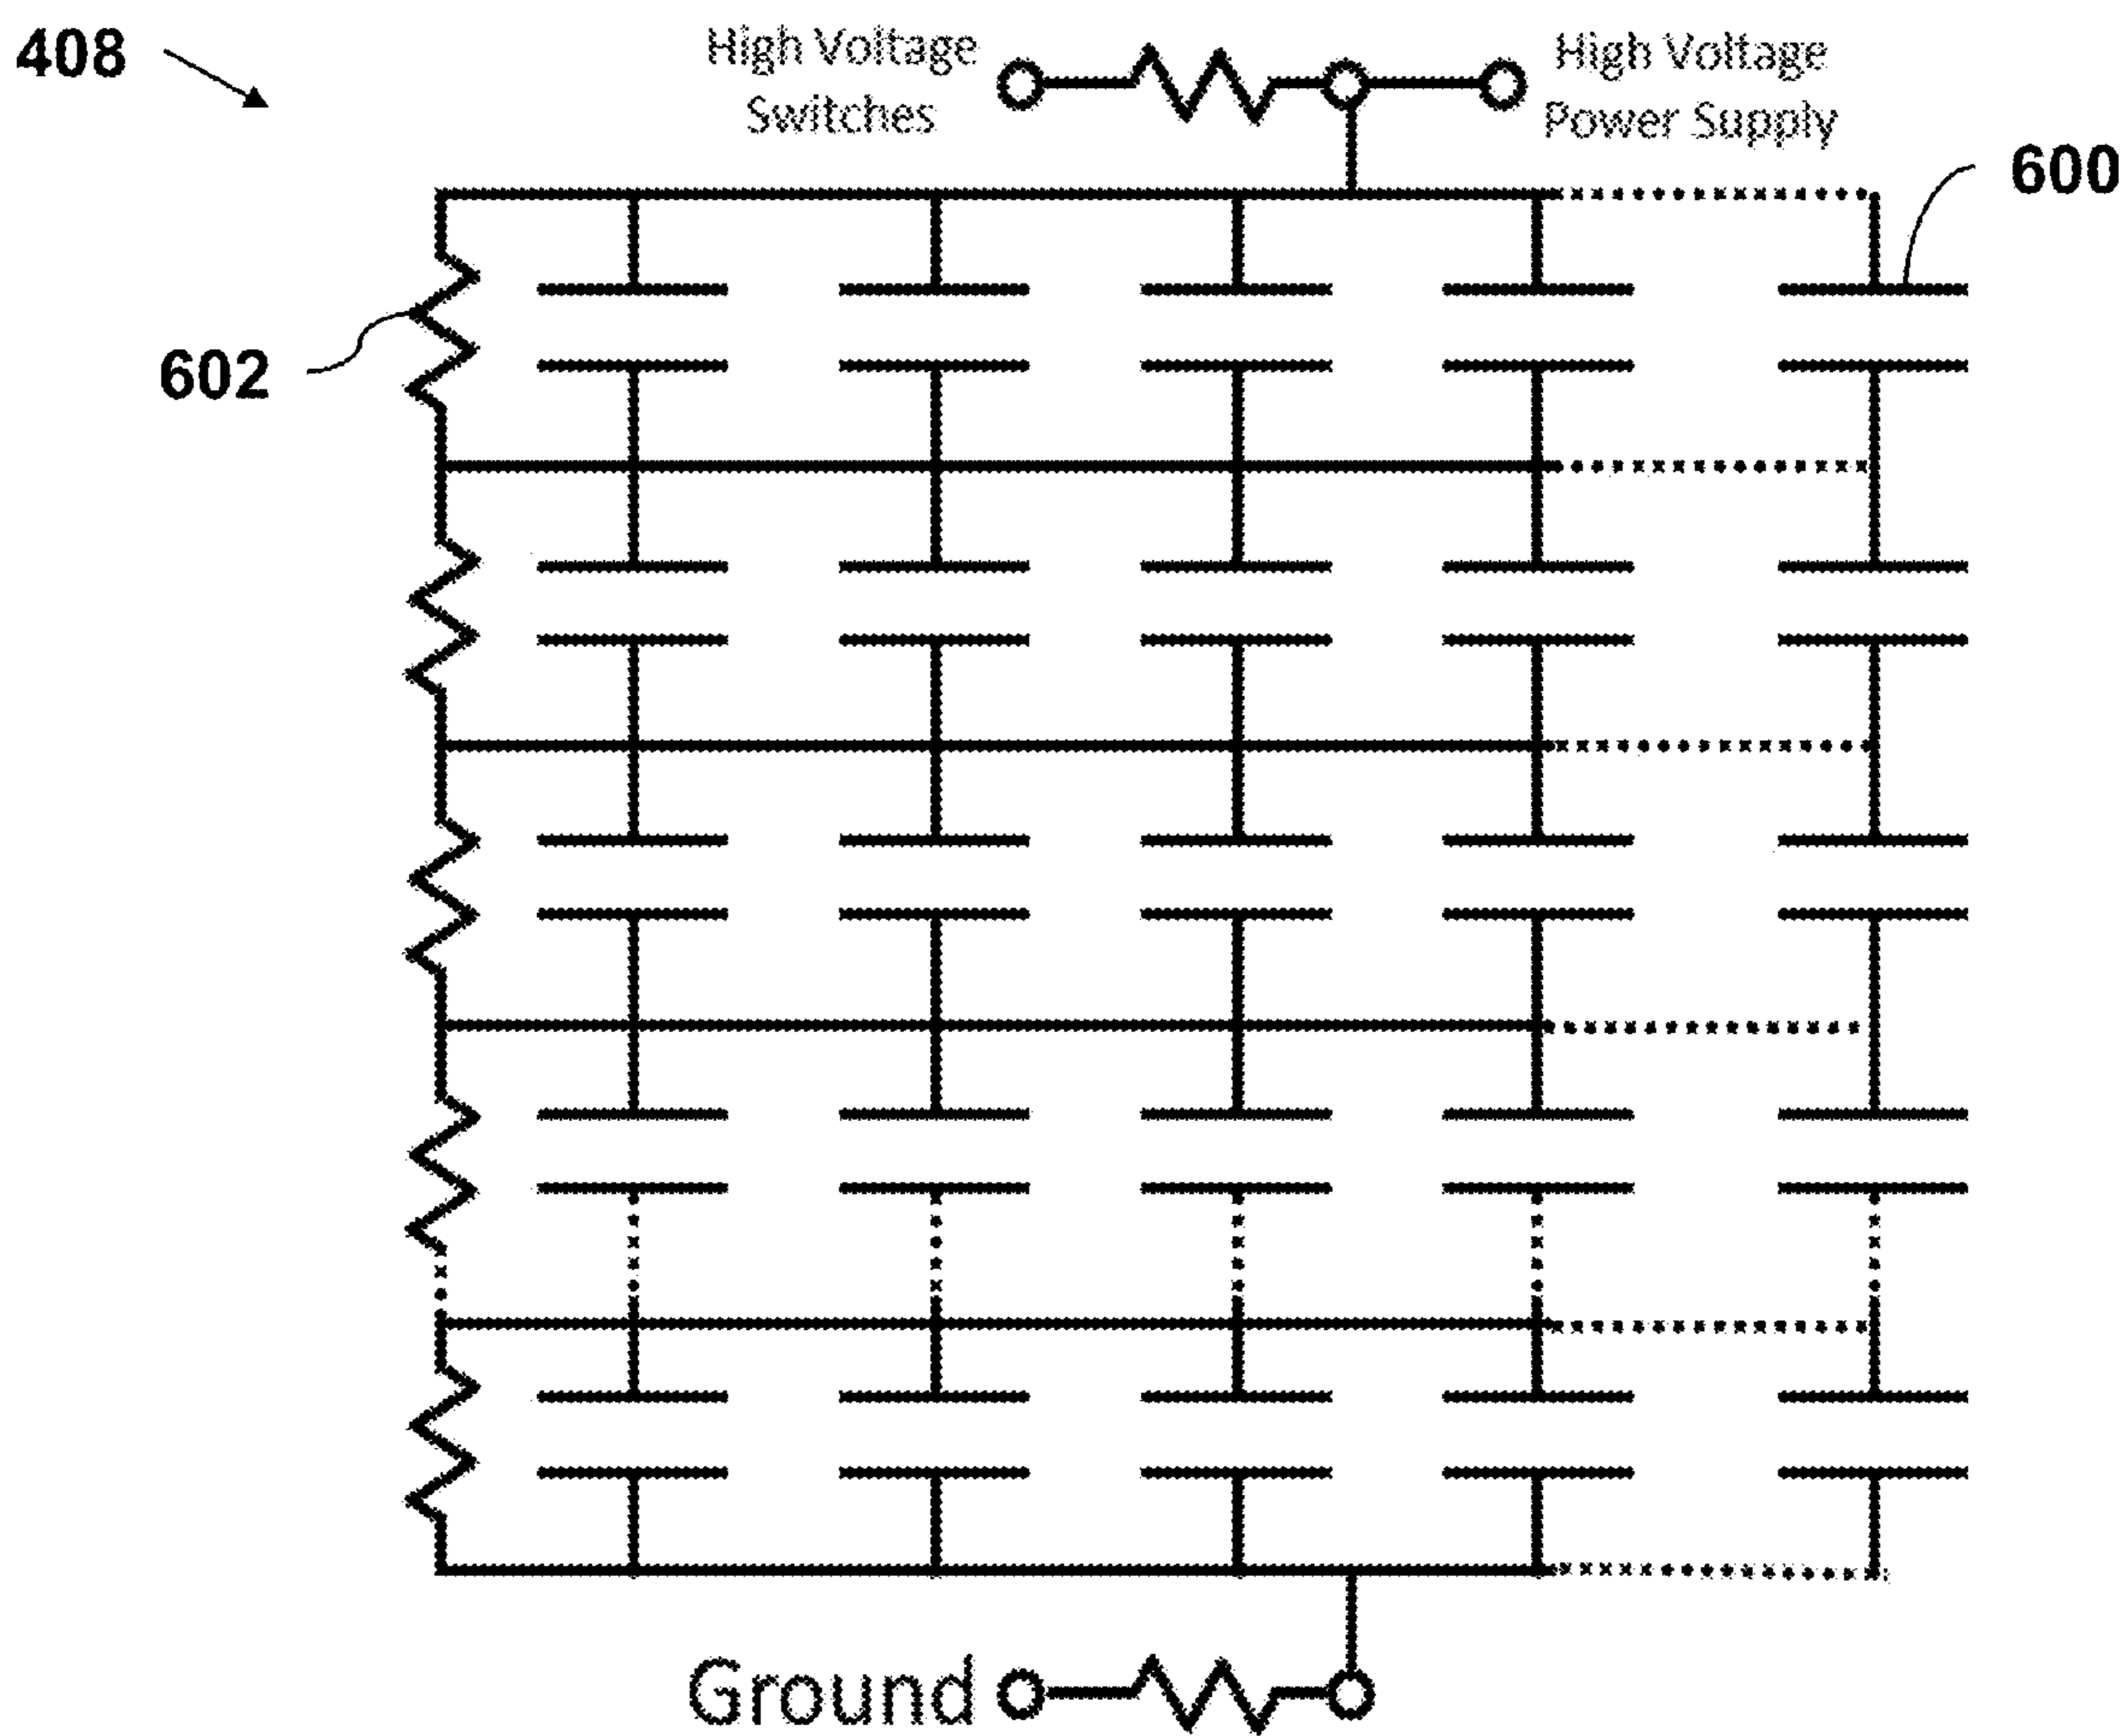 408
High Voltage
Switches
High Voltage
Power Supply
600
602
Ground